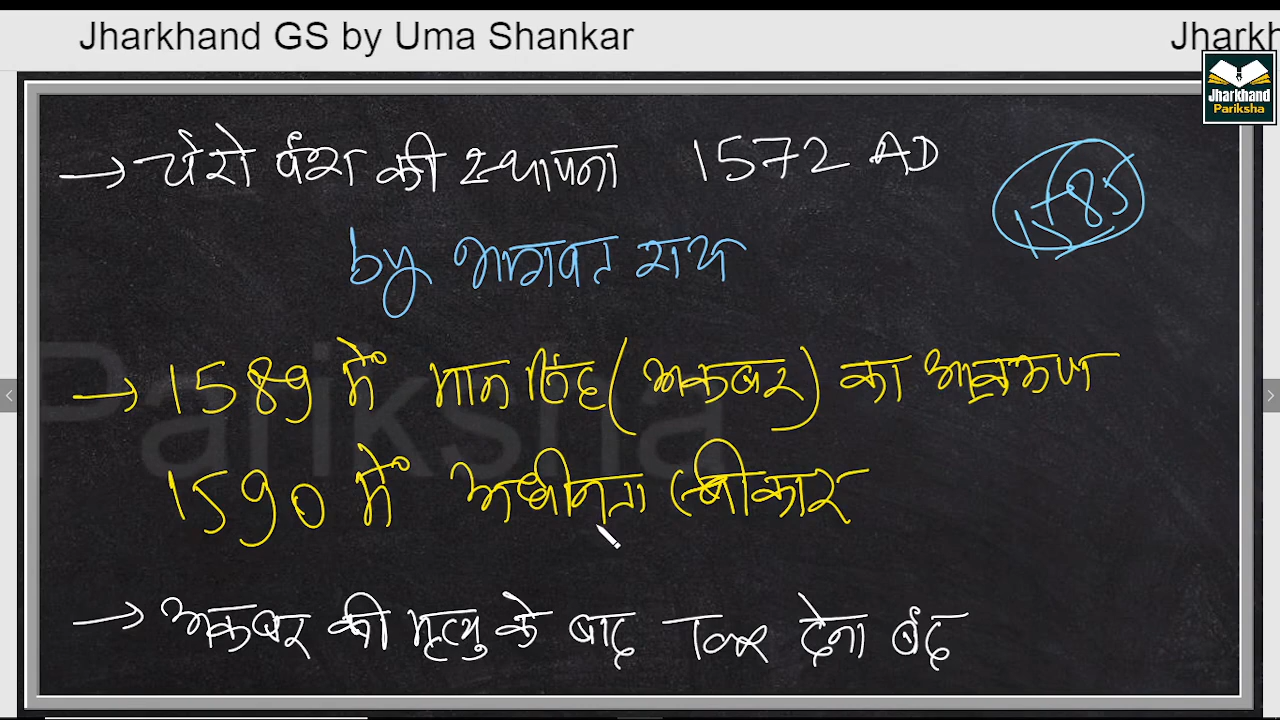 Jharkhand GS by Uma Shankar
Jharkh
Jharkhand
Pariksha
→ चेरो वंश की स्थापना 1572 AD
1585
by भागवत राय
→ 1589 में मान सिंह (अकबर) का आक्रमण
1590 में अधीनता स्वीकार
→ अकबर की मृत्यु के बाद Tax देना बंद
Pariksha